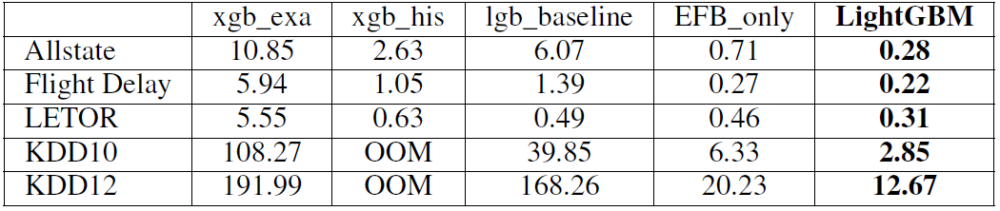 xgb_exa xgb_his lgb_baseline EFB_only LightGBM
Allstate 10.85 2.63 6.07 0.71 0.28
Flight Delay 5.94 1.05 1.39 0.27 0.22
LETOR 5.55 0.63 0.49 0.46 0.31
KDD10 108.27 OOM 39.85 6.33 2.85
KDD12 191.99 OOM 168.26 20.23 12.67